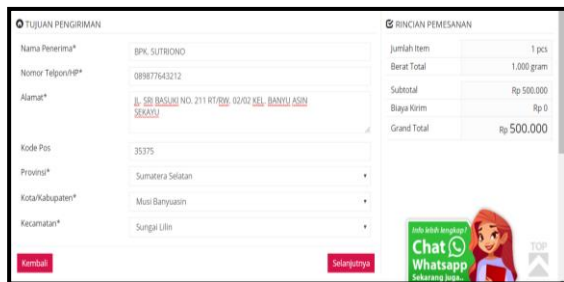 TUJUAN PENGIRIMAN
Nama Penerima*
BPK. SUTRIONO
Nomor Telpon/HP*
089877643212
Alamat*
JL. SRI BASUKI NO. 211 RT/RW. 02/02 KEL. BANYU ASIN
SEKAYU
Kode Pos
35375
Provinsi*
Sumatera Selatan
Kota/Kabupaten*
Musi Banyuasin
Kecamatan*
Sungai Lilin
Kembali
Selanjutnya
RINCIAN PEMESANAN
Jumlah Item 1 pcs
Berat Total 1.000 gram
Subtotal Rp 500.000
Biaya Kirim Rp 0
Grand Total Rp 500.000
Info lebih lengkap?
Chat
Whatsapp
Sekarang juga..
TOP